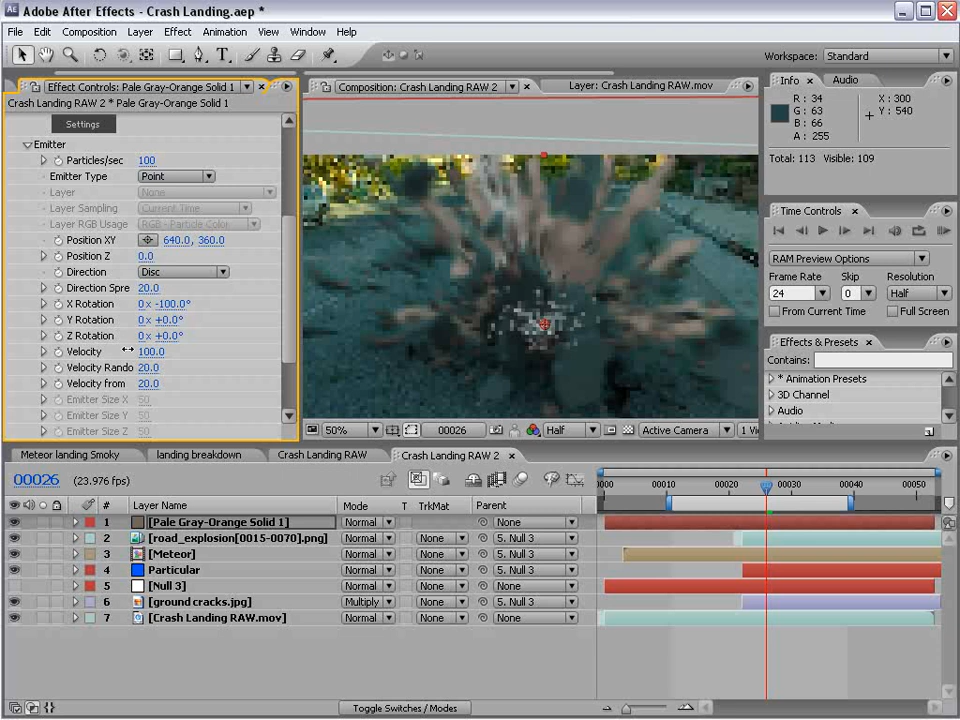 Adobe After Effects - Crash Landing.aep *
File Edit Composition Layer Effect Animation View Window Help
Workspace: Standard
Effect Controls: Pale Gray-Orange Solid 1
Crash Landing RAW 2 * Pale Gray-Orange Solid 1
Settings
Emitter
Particles/sec 100
Emitter Type Point
Layer None
Layer Sampling Current Time
Layer RGB Usage RGB - Particle Color
Position XY 640.0, 360.0
Position Z 0.0
Direction Disc
Direction Spre 20.0
X Rotation 0 x -100.0°
Y Rotation 0 x +0.0°
Z Rotation 0 x +0.0°
Velocity 100.0
Velocity Rando 20.0
Velocity from 20.0
Emitter Size X 50
Emitter Size Y 50
Emitter Size Z 50
Composition: Crash Landing RAW 2
Layer: Crash Landing RAW.mov
50% 00026 Half Active Camera 1 Vi
Info Audio
R: 34 X: 300
G: 63 Y: 540
B: 66
A: 255
Total: 113 Visible: 109
Time Controls
RAM Preview Options
Frame Rate Skip Resolution
24 0 Half
From Current Time Full Screen
Effects & Presets
Contains:
* Animation Presets
3D Channel
Audio
Meteor landing Smoky landing breakdown Crash Landing RAW Crash Landing RAW 2
00026 (23.976 fps)
0000 00010 00020 00030 00040 00050
# Layer Name Mode T TrkMat Parent
1 [Pale Gray-Orange Solid 1] Normal None
2 [road_explosion[0015-0070].png] Normal None 5. Null 3
3 [Meteor] Normal None None
4 Particular Normal None 5. Null 3
5 [Null 3] Normal None None
6 [ground cracks.jpg] Multiply None 5. Null 3
7 [Crash Landing RAW.mov] Normal None None
Toggle Switches / Modes